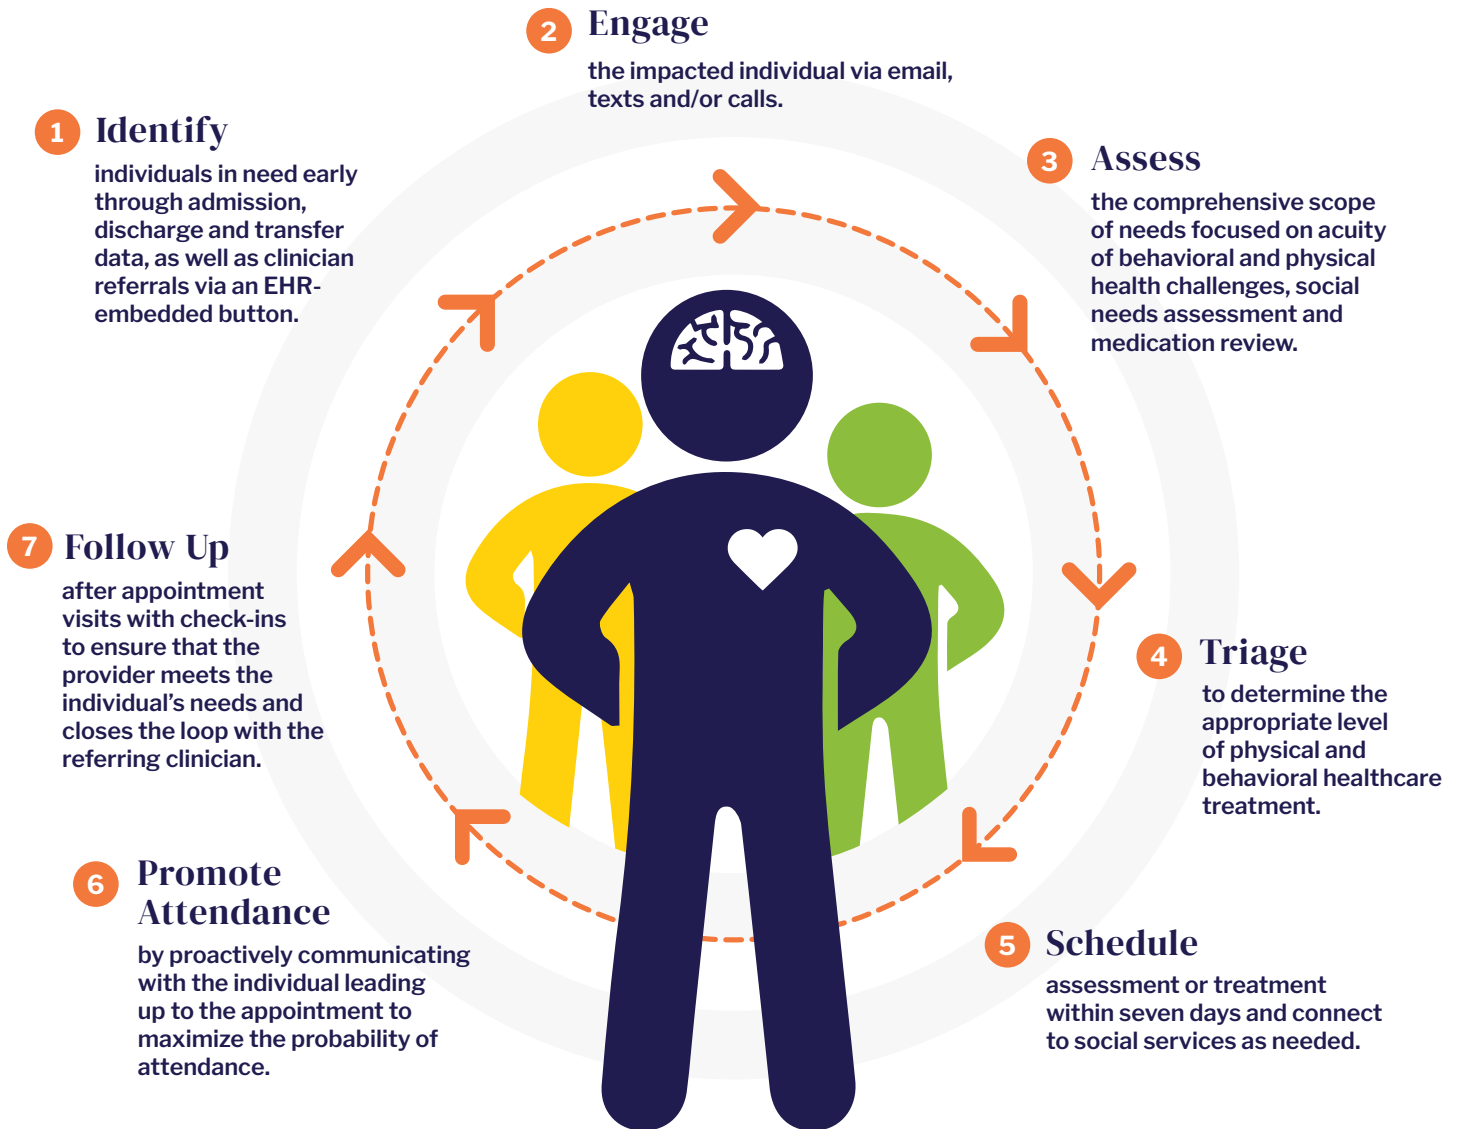 1 Identify
individuals in need early
through admission,
discharge and transfer
data, as well as clinician
referrals via an EHR-
embedded button.
2 Engage
the impacted individual via email,
texts and/or calls.
3 Assess
the comprehensive scope
of needs focused on acuity
of behavioral and physical
health challenges, social
needs assessment and
medication review.
4 Triage
to determine the
appropriate level
of physical and
behavioral healthcare
treatment.
5 Schedule
assessment or treatment
within seven days and connect
to social services as needed.
6 Promote
Attendance
by proactively communicating
with the individual leading
up to the appointment to
maximize the probability of
attendance.
7 Follow Up
after appointment
visits with check-ins
to ensure that the
provider meets the
individual’s needs and
closes the loop with the
referring clinician.